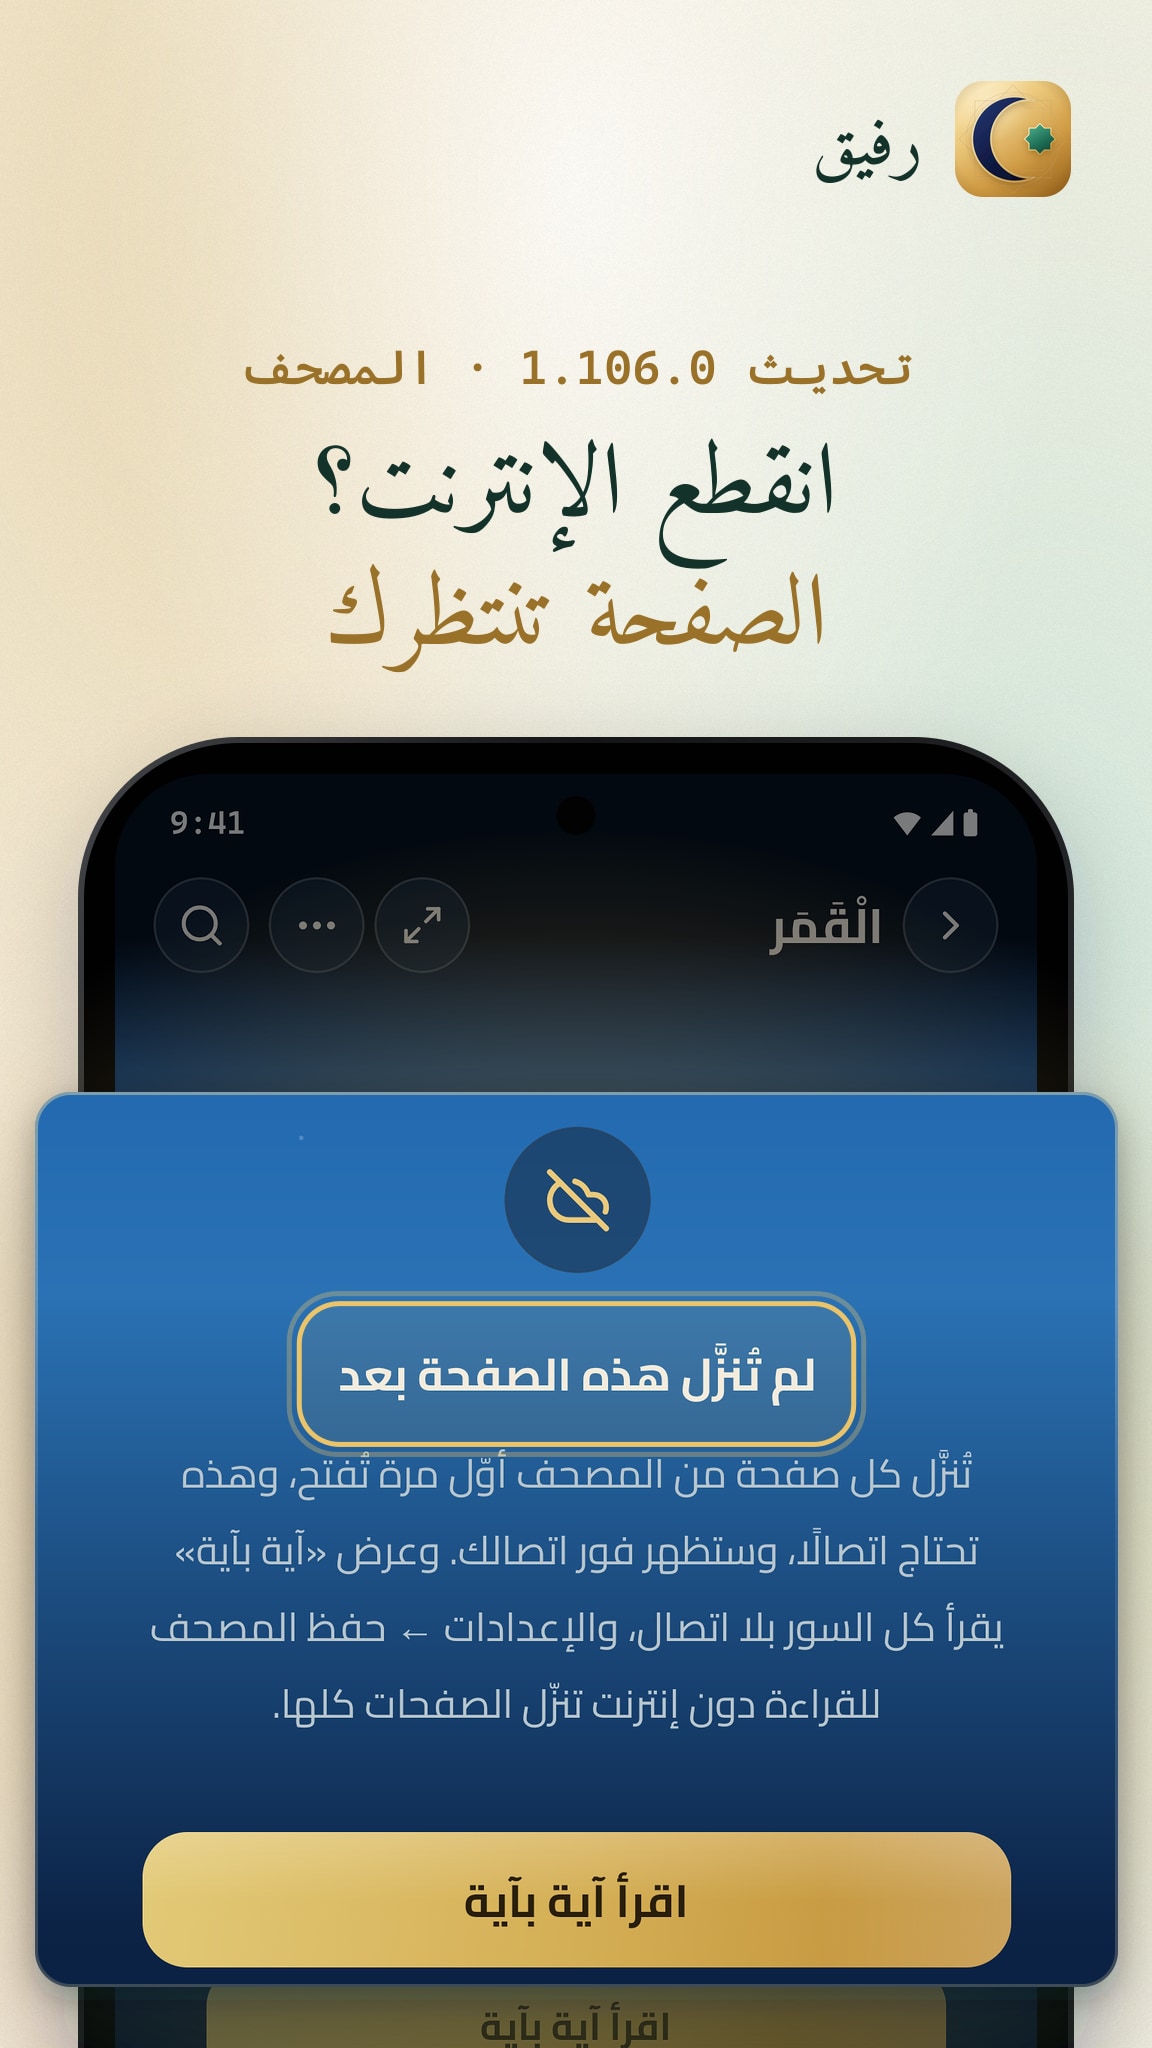 رفيق
تحديث 1.106.0 · المصحف
انقطع الإنترنت؟
الصفحة تنتظرك
9:41
الْقَمَر
لم تُنزَّل هذه الصفحة بعد
تُنزَّل كل صفحة من المصحف أوّل مرة تُفتح، وهذه
تحتاج اتصالًا، وستظهر فور اتصالك. وعرض «آية بآية»
يقرأ كل السور بلا اتصال، والإعدادات ← حفظ المصحف
للقراءة دون إنترنت تنزّل الصفحات كلها.
اقرأ آية بآية
اقرأ آية بآية